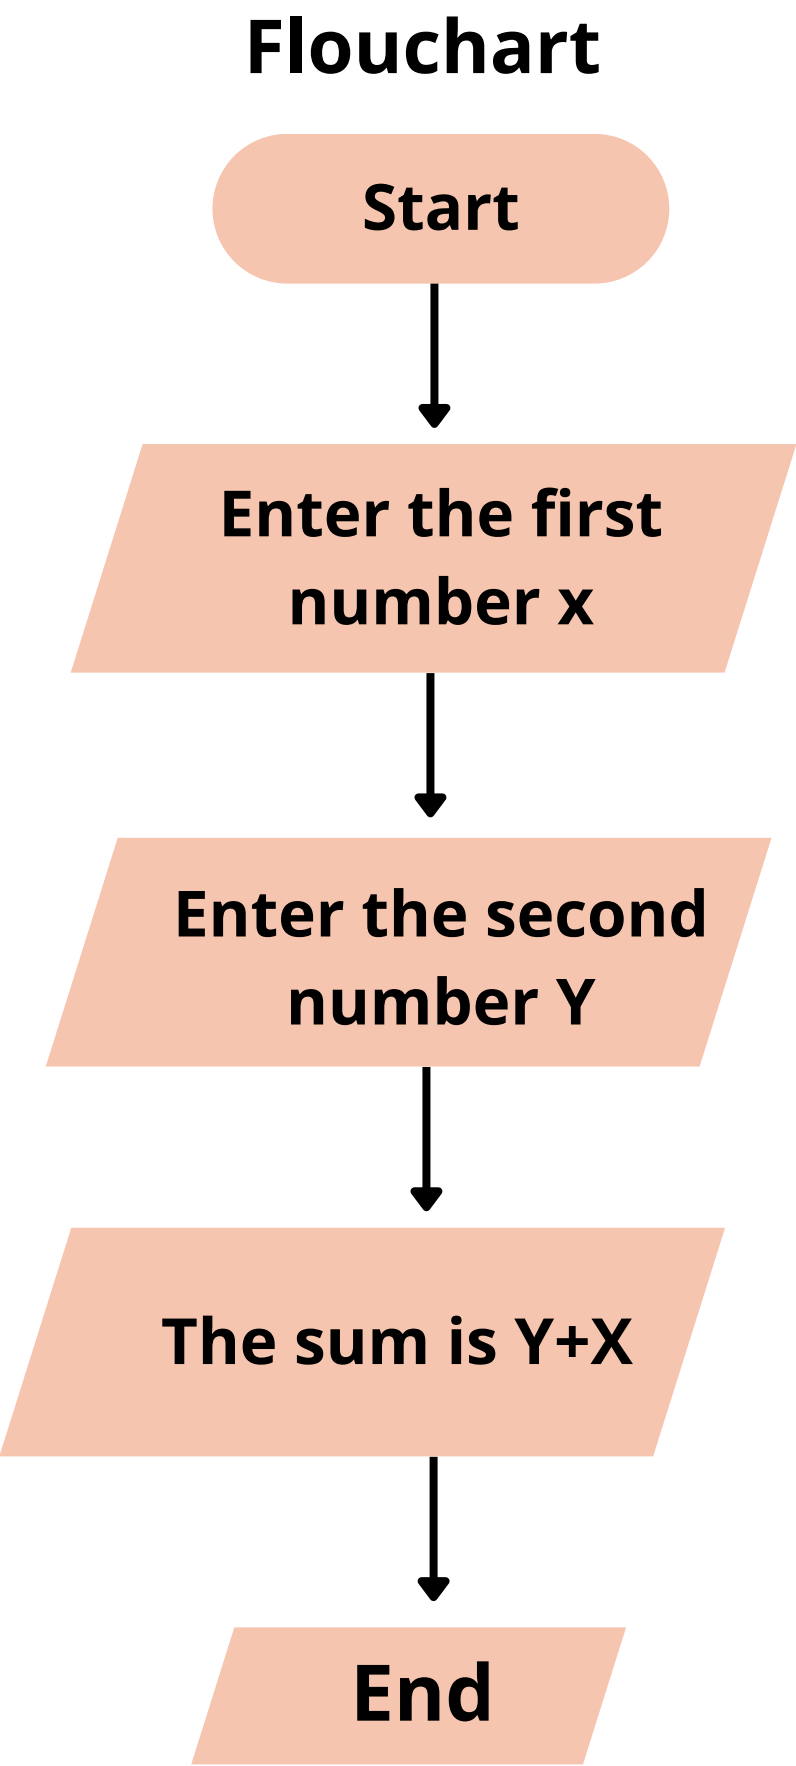 Flouchart
Start
Enter the first
number x
Enter the second
number Y
The sum is Y+X
End